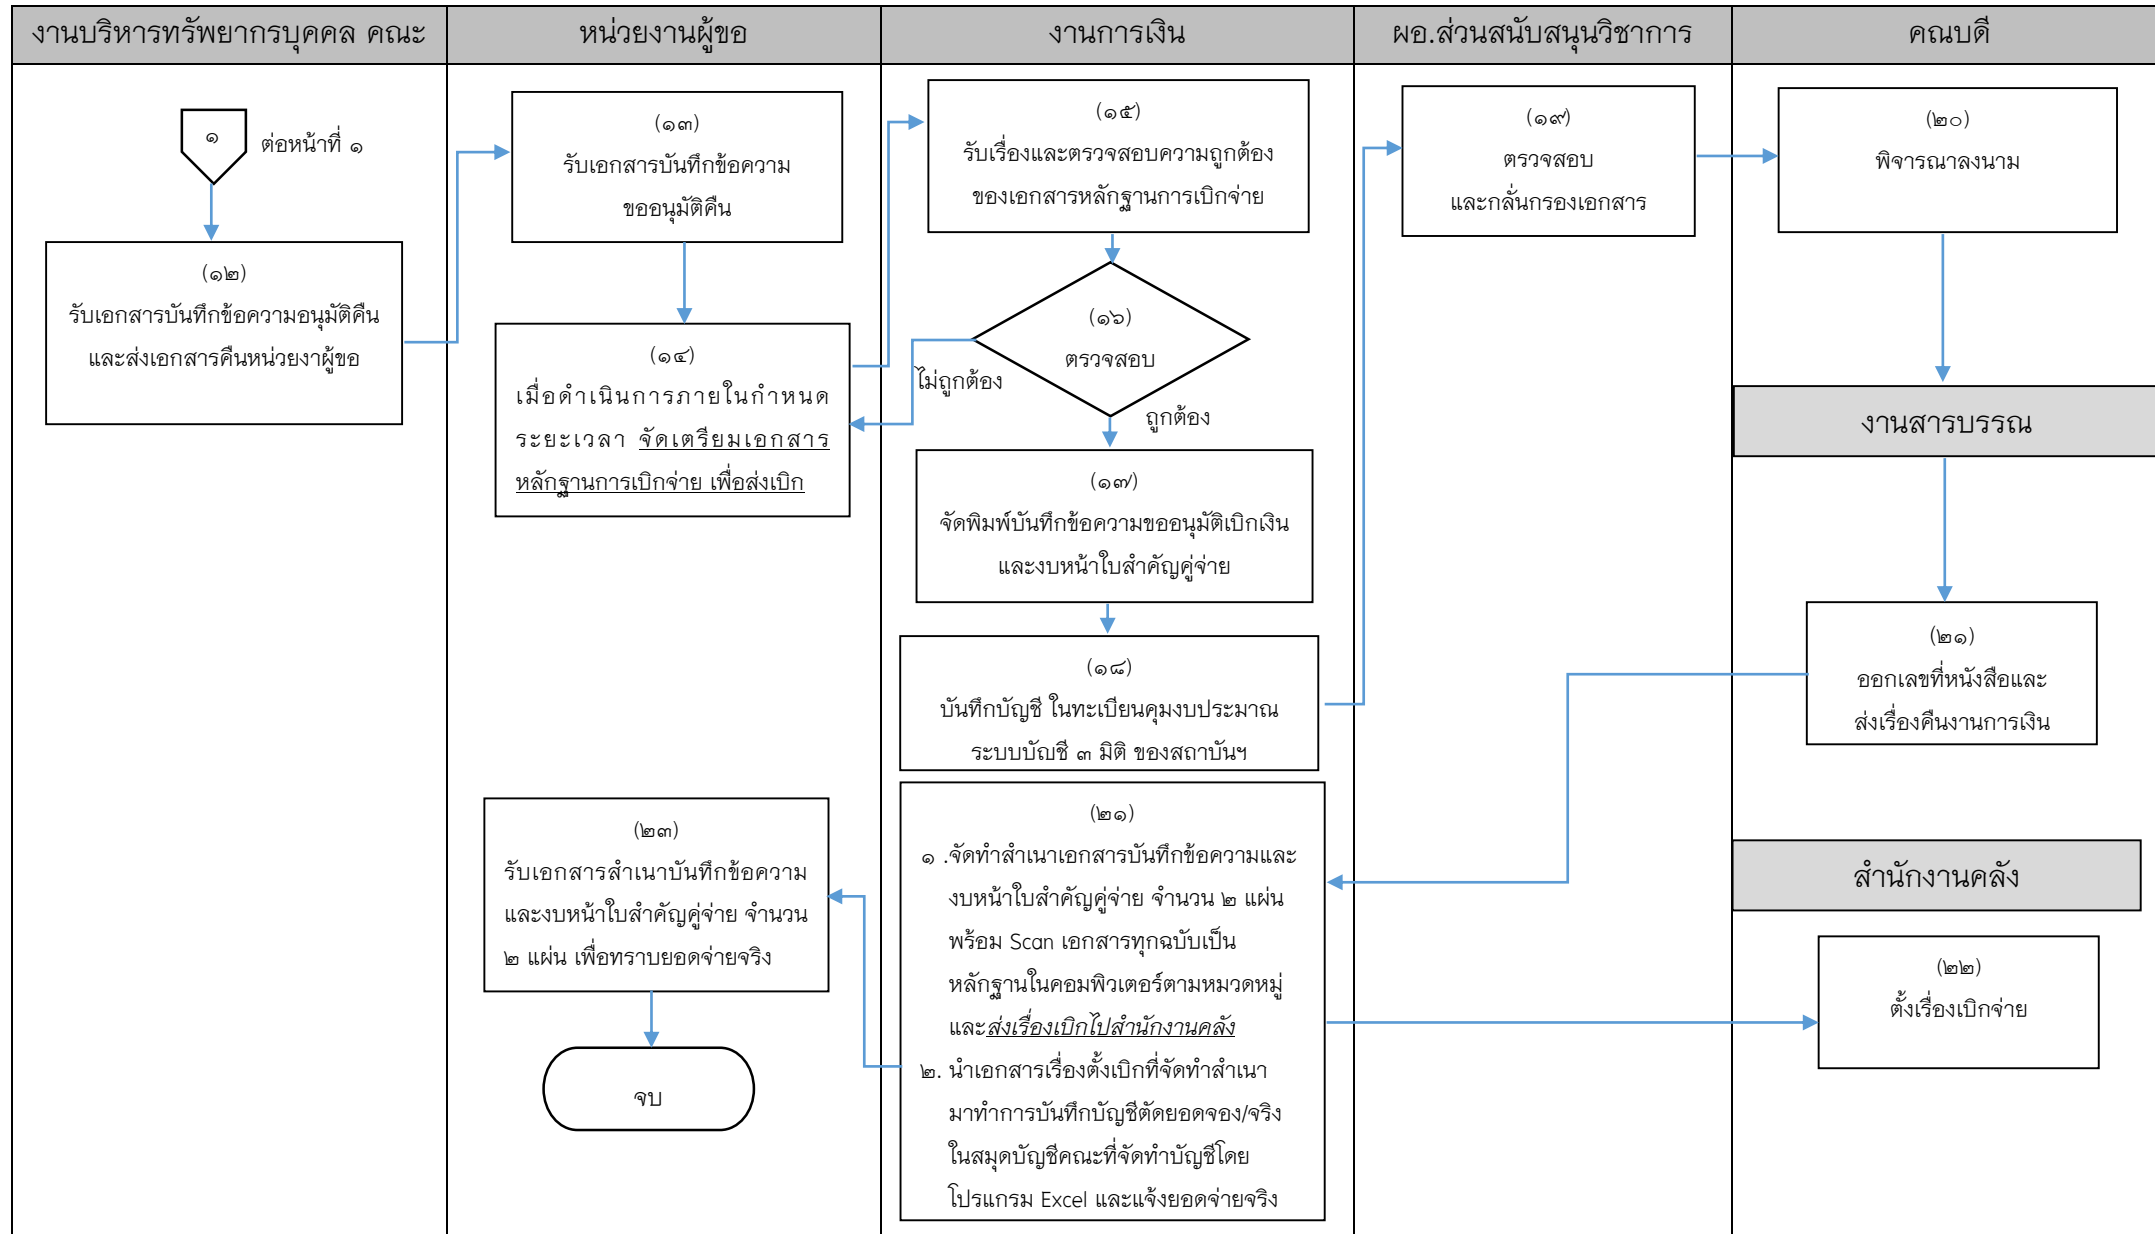 งานบริหารทรัพยากรบุคคล คณะ
หน่วยงานผู้ขอ
งานการเงิน
ผอ.ส่วนสนับสนุนวิชาการ
คณบดี
๑
ต่อหน้าที่ ๑
(๑๒)
รับเอกสารบันทึกข้อความอนุมัติคืน
และส่งเอกสารคืนหน่วยงาผู้ขอ
(๑๓)
รับเอกสารบันทึกข้อความ
ขออนุมัติคืน
(๑๔)
เมื่อดำเนินการภายในกำหนด
ระยะเวลา จัดเตรียมเอกสาร
หลักฐานการเบิกจ่าย เพื่อส่งเบิก
(๑๕)
รับเรื่องและตรวจสอบความถูกต้อง
ของเอกสารหลักฐานการเบิกจ่าย
(๑๖)
ตรวจสอบ
ไม่ถูกต้อง
ถูกต้อง
(๑๗)
จัดพิมพ์บันทึกข้อความขออนุมัติเบิกเงิน
และงบหน้าใบสำคัญคู่จ่าย
(๑๘)
บันทึกบัญชี ในทะเบียนคุมงบประมาณ
ระบบบัญชี ๓ มิติ ของสถาบันฯ
(๑๙)
ตรวจสอบ
และกลั่นกรองเอกสาร
(๒๐)
พิจารณาลงนาม
งานสารบรรณ
(๒๑)
ออกเลขที่หนังสือและ
ส่งเรื่องคืนงานการเงิน
(๒๑)
๑ .จัดทำสำเนาเอกสารบันทึกข้อความและ
งบหน้าใบสำคัญคู่จ่าย จำนวน ๒ แผ่น
พร้อม Scan เอกสารทุกฉบับเป็น
หลักฐานในคอมพิวเตอร์ตามหมวดหมู่
และส่งเรื่องเบิกไปสำนักงานคลัง
๒. นำเอกสารเรื่องตั้งเบิกที่จัดทำสำเนา
มาทำการบันทึกบัญชีตัดยอดจอง/จริง
ในสมุดบัญชีคณะที่จัดทำบัญชีโดย
โปรแกรม Excel และแจ้งยอดจ่ายจริง
สำนักงานคลัง
(๒๒)
ตั้งเรื่องเบิกจ่าย
(๒๓)
รับเอกสารสำเนาบันทึกข้อความ
และงบหน้าใบสำคัญคู่จ่าย จำนวน
๒ แผ่น เพื่อทราบยอดจ่ายจริง
จบ